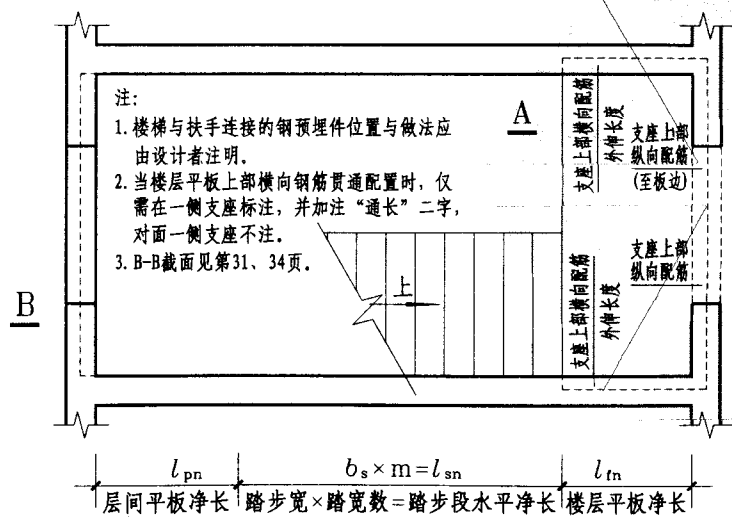 注:
1. 楼梯与扶手连接的钢预埋件位置与做法应
由设计者注明。
2. 当楼层平板上部横向钢筋贯通配置时, 仅
需在一侧支座标注, 并加注“通长”二字,
对面一侧支座不注。
3. B-B截面见第31、34页。
A
支座上部横向配筋
外伸长度
支座上部
纵向配筋
(至板边)
支座上部横向配筋
外伸长度
支座上部
纵向配筋
上
B
lpn
bs×m=lsn
lfn
层间平板净长
踏步宽×踏宽数=踏步段水平净长
楼层平板净长